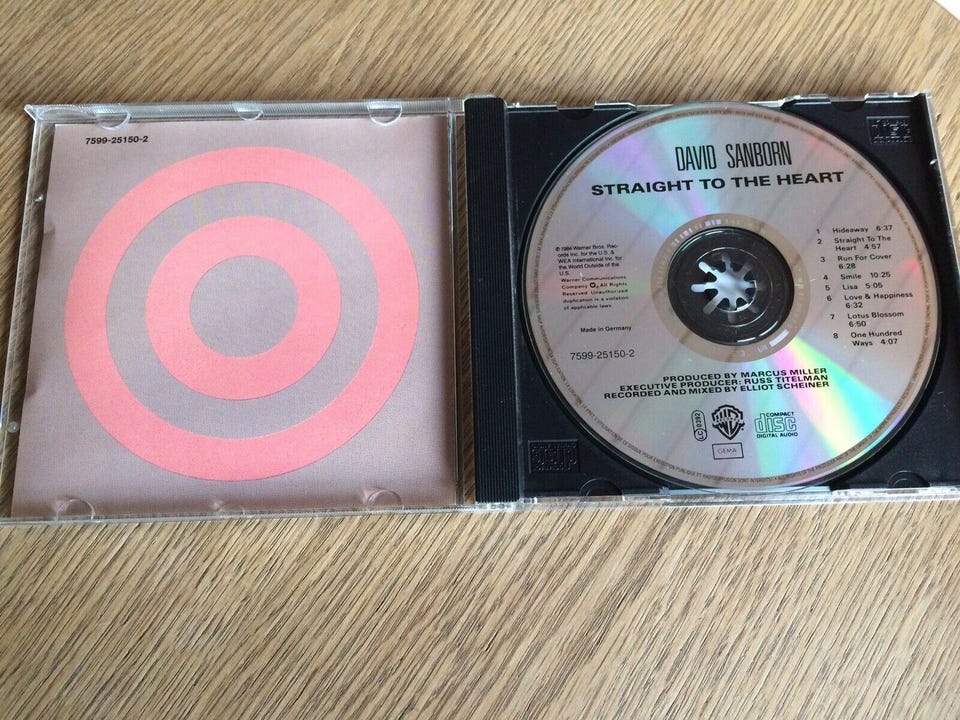 7599-25150-2
DAVID SANBORN
STRAIGHT TO THE HEART
℗1984 Warner Bros. Rec-
ords Inc. for the U.S. &
WEA International Inc. for
the World Outside of the
U.S.
Warner Communications
Company All Rights
Reserved. Unauthorized
duplication is a violation
of applicable laws.
Made in Germany
7599-25150-2
1 Hideaway 6:37
2 Straight To The
Heart 4:57
3 Run For Cover
6:28
4 Smile 10:25
5 Lisa 5:05
6 Love & Happiness
6:32
7 Lotus Blossom
6:50
8 One Hundred
Ways 4:07
PRODUCED BY MARCUS MILLER
EXECUTIVE PRODUCER: RUSS TITELMAN
RECORDED AND MIXED BY ELLIOT SCHEINER
LC 0392
COMPACT
disc
DIGITAL AUDIO
GEMA